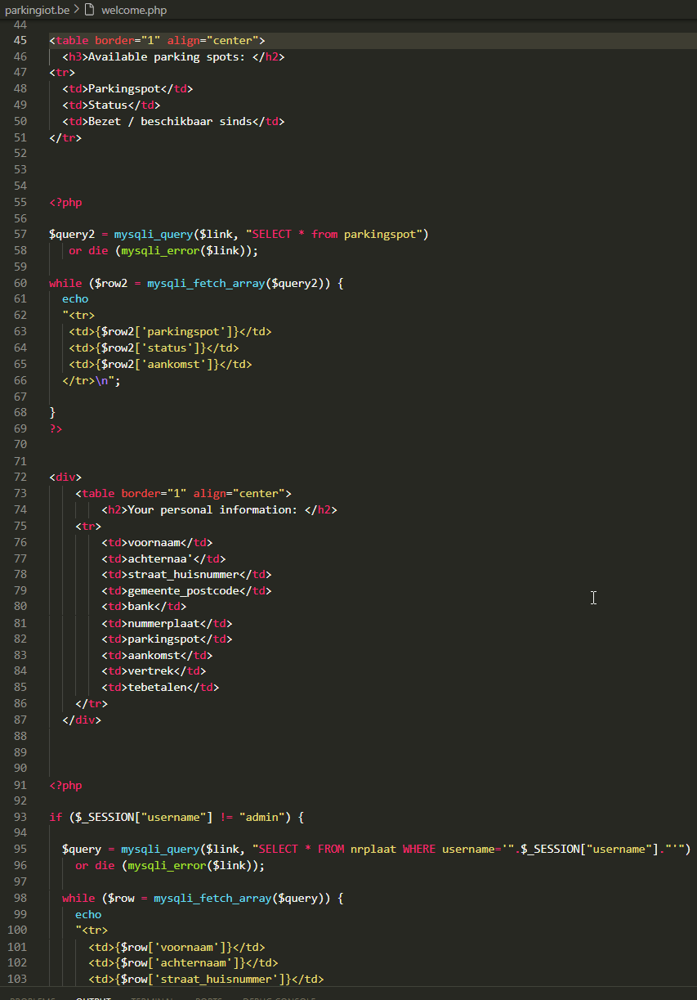 parkingiot.be > welcome.php
44
45 <table border="1" align="center">
46 <h3>Available parking spots: </h2>
47 <tr>
48 <td>Parkingspot</td>
49 <td>Status</td>
50 <td>Bezet / beschikbaar sinds</td>
51 </tr>
52
53
54
55 <?php
56
57 $query2 = mysqli_query($link, "SELECT * from parkingspot")
58 or die (mysqli_error($link));
59
60 while ($row2 = mysqli_fetch_array($query2)) {
61 echo
62 "<tr>
63 <td>{$row2['parkingspot']}</td>
64 <td>{$row2['status']}</td>
65 <td>{$row2['aankomst']}</td>
66 </tr>\n";
67
68 }
69 ?>
70
71
72 <div>
73 <table border="1" align="center">
74 <h2>Your personal information: </h2>
75 <tr>
76 <td>voornaam</td>
77 <td>achternaa'</td>
78 <td>straat_huisnummer</td>
79 <td>gemeente_postcode</td>
80 <td>bank</td>
81 <td>nummerplaat</td>
82 <td>parkingspot</td>
83 <td>aankomst</td>
84 <td>vertrek</td>
85 <td>tebetalen</td>
86 </tr>
87 </div>
88
89
90
91 <?php
92
93 if ($_SESSION["username"] != "admin") {
94
95 $query = mysqli_query($link, "SELECT * FROM nrplaat WHERE username='".$_SESSION["username"]."'")
96 or die (mysqli_error($link));
97
98 while ($row = mysqli_fetch_array($query)) {
99 echo
100 "<tr>
101 <td>{$row['voornaam']}</td>
102 <td>{$row['achternaam']}</td>
103 <td>{$row['straat_huisnummer']}</td>
PROBLEMS OUTPUT TERMINAL PORTS DEBUG CONSOLE